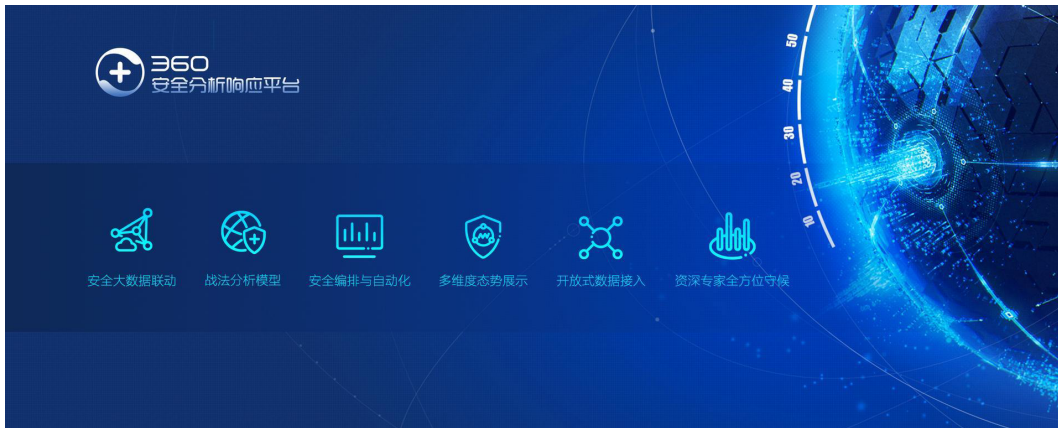 360
安全分析响应平台
50
40
30
20
10
安全大数据联动
战法分析模型
安全编排与自动化
多维度态势展示
开放式数据接入
资深专家全方位守候